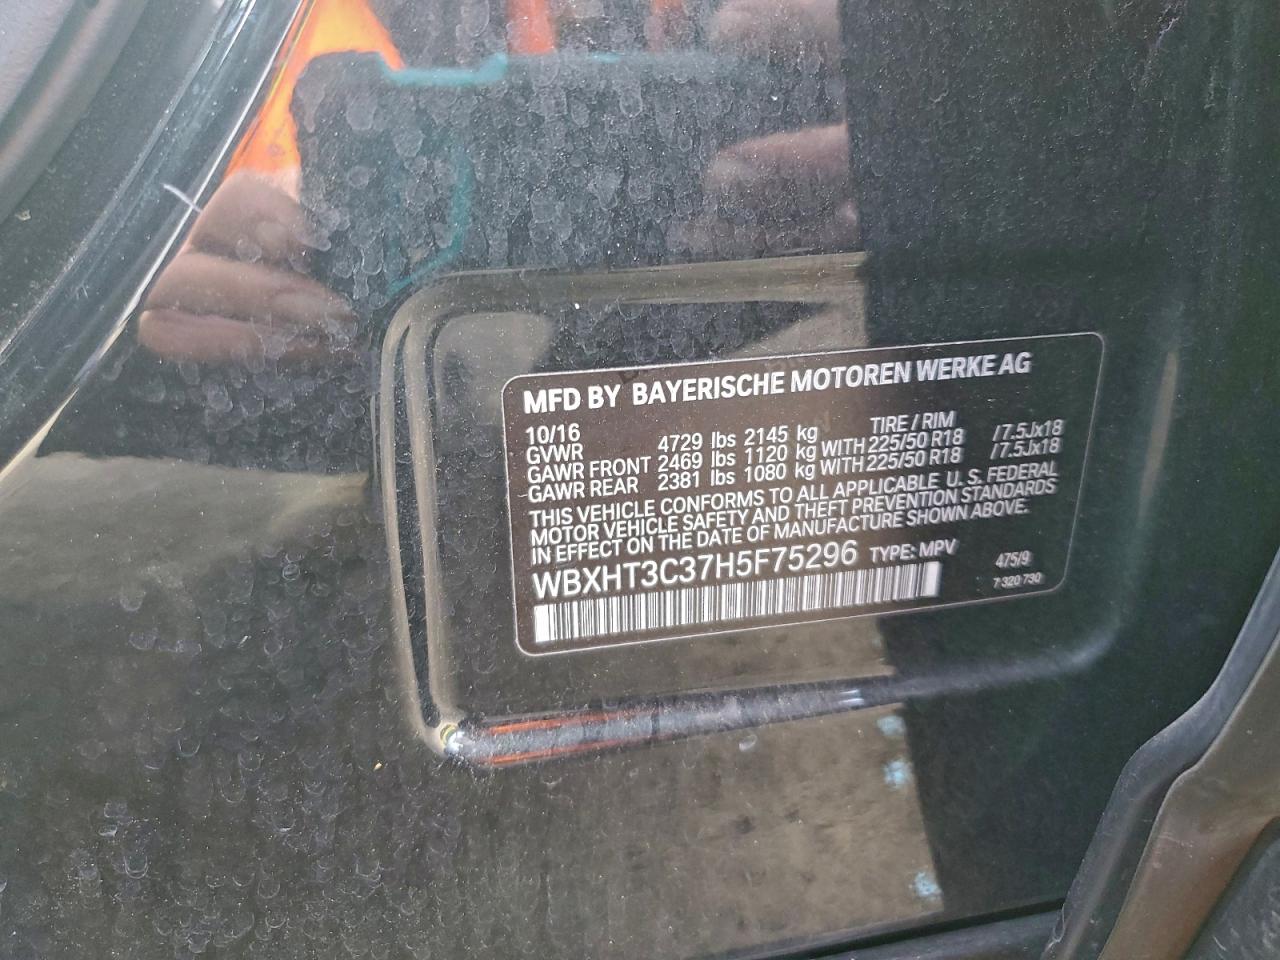 MFD BY BAYERISCHE MOTOREN WERKE AG
10/16 TIRE / RIM
GVWR 4729 lbs 2145 kg
GAWR FRONT 2469 lbs 1120 kg WITH 225/50 R18 /7.5Jx18
GAWR REAR 2381 lbs 1080 kg WITH 225/50 R18 /7.5Jx18
THIS VEHICLE CONFORMS TO ALL APPLICABLE U. S. FEDERAL
MOTOR VEHICLE SAFETY AND THEFT PREVENTION STANDARDS
IN EFFECT ON THE DATE OF MANUFACTURE SHOWN ABOVE.
WBXHT3C37H5F75296 TYPE: MPV 475/9
7 320 730